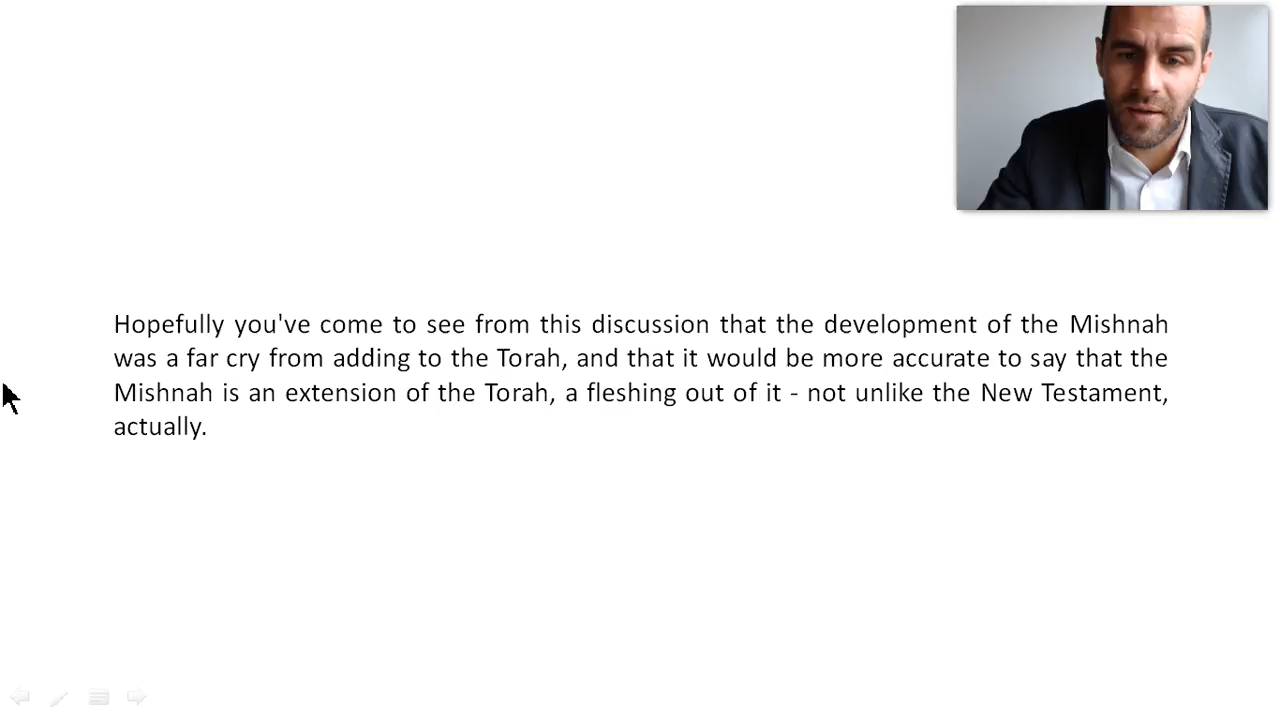 Hopefully you've come to see from this discussion that the development of the Mishnah
was a far cry from adding to the Torah, and that it would be more accurate to say that the
Mishnah is an extension of the Torah, a fleshing out of it - not unlike the New Testament,
actually.